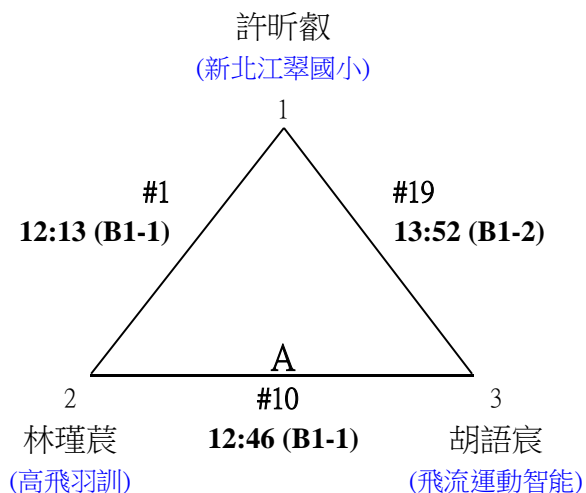 許昕叡
(新北江翠國小)
1
#1
#19
12:13 (B1-1)
13:52 (B1-2)
A
2
#10
3
林瑾萇
12:46 (B1-1)
胡語宸
(高飛羽訓)
(飛流運動智能)